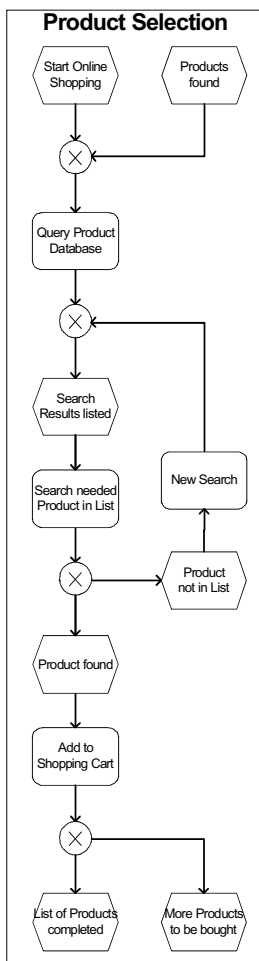 Product Selection
Start Online
Shopping
Products
found
Query Product
Database
Search
Results listed
Search needed
Product in List
New Search
Product
not in List
Product found
Add to
Shopping Cart
List of Products
completed
More Products
to be bought